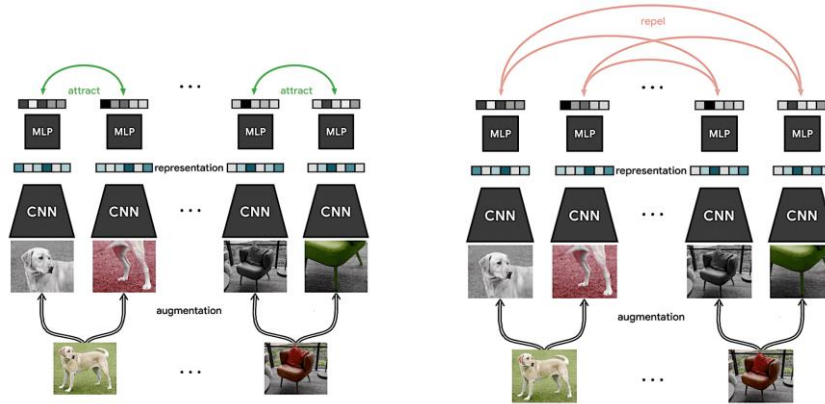 attract
...
attract
MLP
MLP
MLP
MLP
representation
CNN
CNN
...
CNN
CNN
augmentation
...
repel
...
MLP
MLP
MLP
MLP
representation
CNN
CNN
...
CNN
CNN
augmentation
...